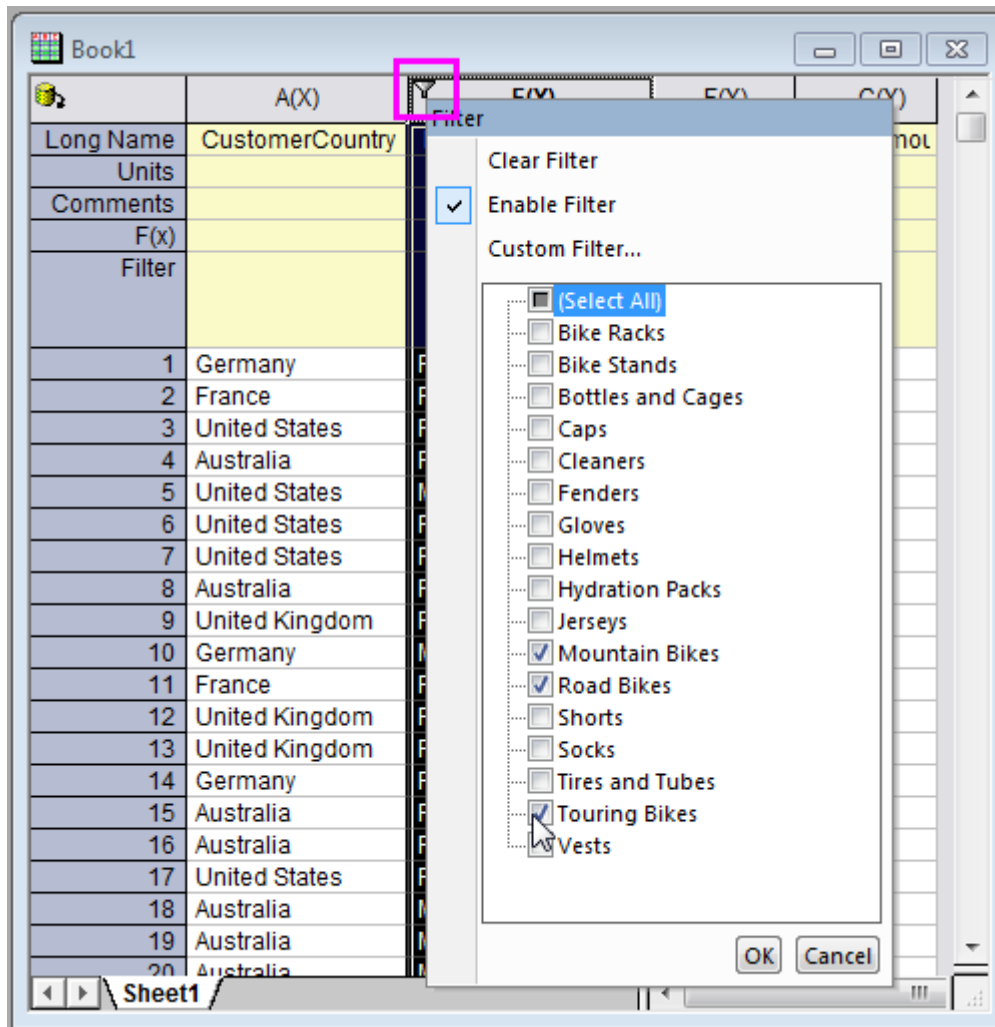 Book1
A(X)
Filter
Long Name CustomerCountry
Units
Comments
F(x)
Filter
Clear Filter
Enable Filter
Custom Filter...
(Select All)
Bike Racks
Bike Stands
Bottles and Cages
Caps
Cleaners
Fenders
Gloves
Helmets
Hydration Packs
Jerseys
Mountain Bikes
Road Bikes
Shorts
Socks
Tires and Tubes
Touring Bikes
Vests
OK Cancel
1 Germany
2 France
3 United States
4 Australia
5 United States
6 United States
7 United States
8 Australia
9 United Kingdom
10 Germany
11 France
12 United Kingdom
13 United Kingdom
14 Germany
15 Australia
16 Australia
17 United States
18 Australia
19 Australia
20 Australia
Sheet1